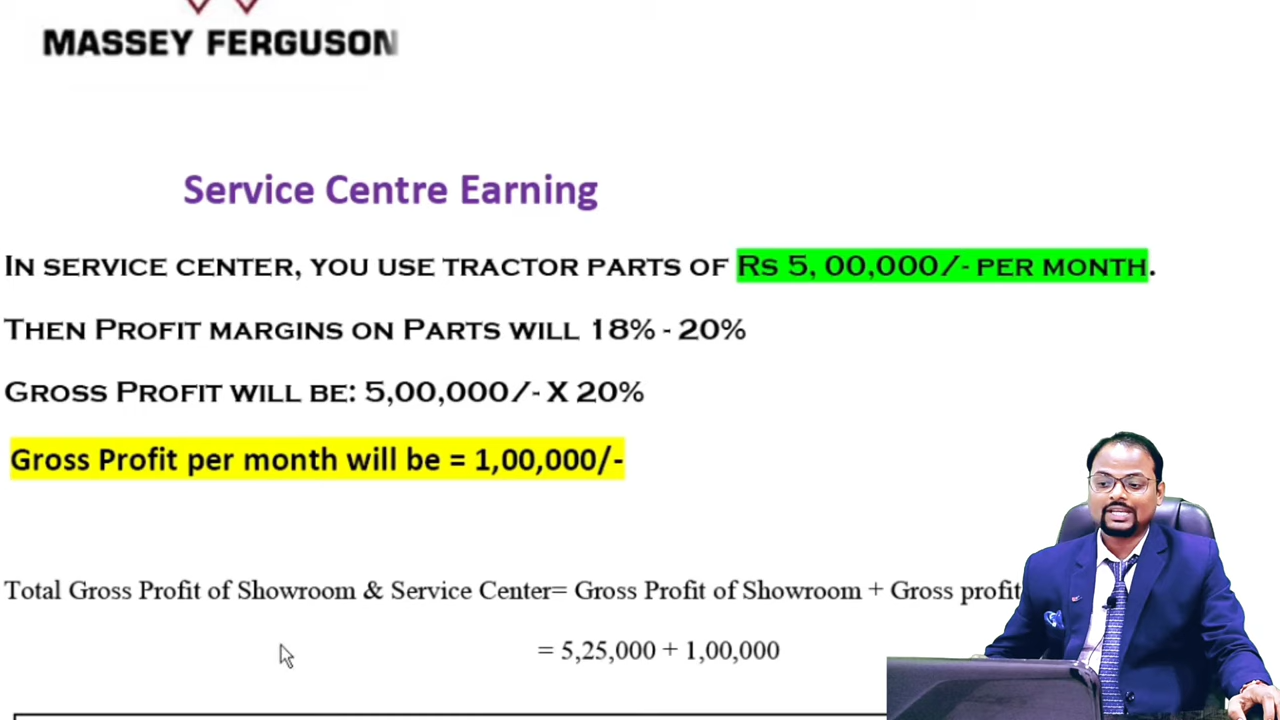 MASSEY FERGUSON
Service Centre Earning
IN SERVICE CENTER, YOU USE TRACTOR PARTS OF RS 5, 00,000/- PER MONTH.
THEN PROFIT MARGINS ON PARTS WILL 18% - 20%
GROSS PROFIT WILL BE: 5,00,000/- X 20%
Gross Profit per month will be = 1,00,000/-
Total Gross Profit of Showroom & Service Center= Gross Profit of Showroom + Gross profit
= 5,25,000 + 1,00,000